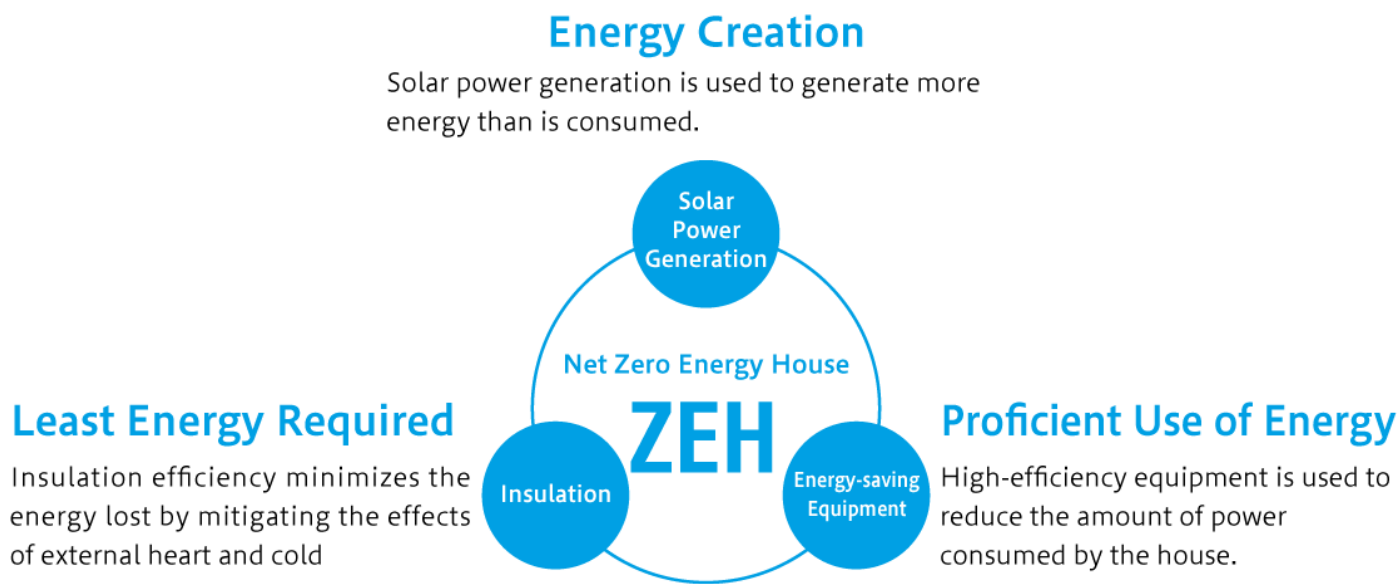 Energy Creation
Solar power generation is used to generate more
energy than is consumed.
Solar
Power
Generation
Net Zero Energy House
ZEH
Least Energy Required
Insulation efficiency minimizes the
energy lost by mitigating the effects
of external heart and cold
Insulation
Energy-saving
Equipment
Proficient Use of Energy
High-efficiency equipment is used to
reduce the amount of power
consumed by the house.